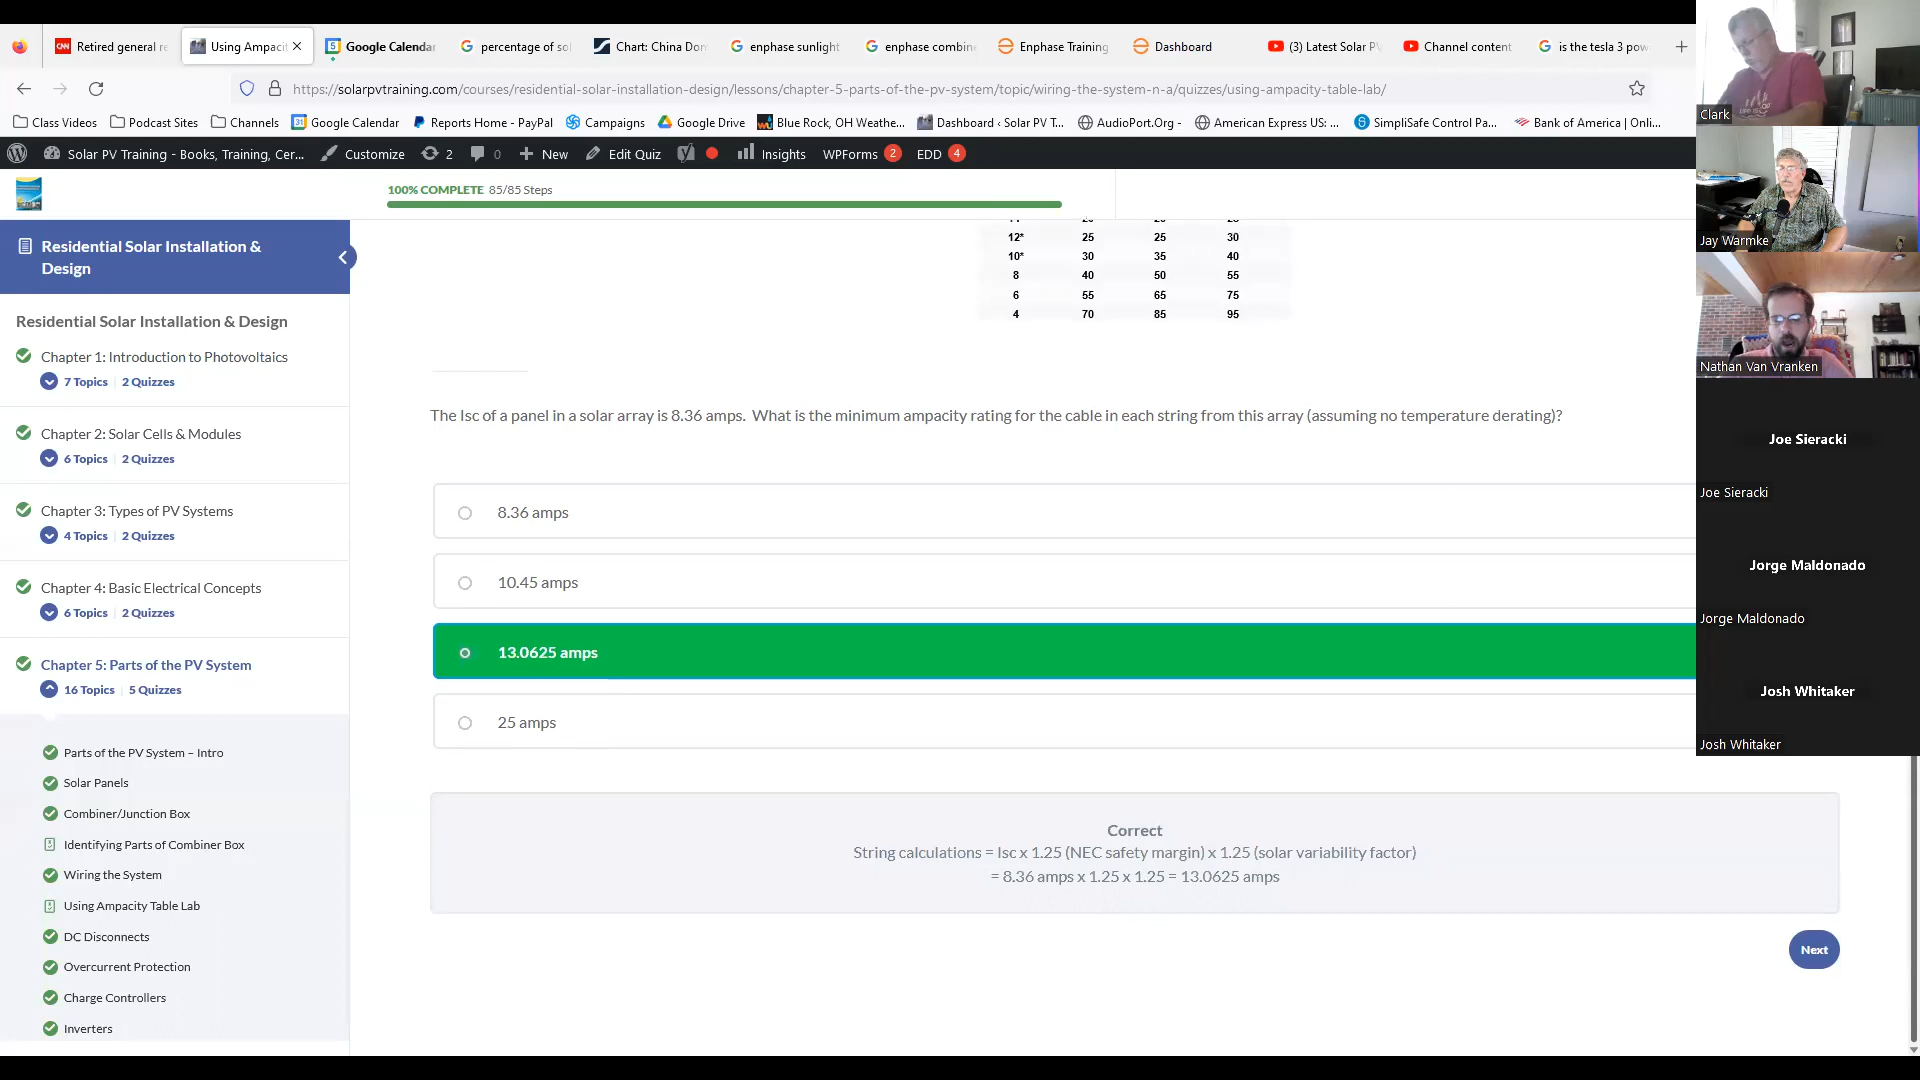 Retired general re
Using Ampacit
Google Calendar
percentage of so
Chart: China Dom
enphase sunlight
enphase combine
Enphase Training
Dashboard
(3) Latest Solar PV
Channel content
is the tesla 3 pow
https://solarpvtraining.com/courses/residential-solar-installation-design/lessons/chapter-5-parts-of-the-pv-system/topic/wiring-the-system-n-a/quizzes/using-ampacity-table-lab/
Class Videos
Podcast Sites
Channels
Google Calendar
Reports Home - PayPal
Campaigns
Google Drive
Blue Rock, OH Weathe...
Dashboard ‹ Solar PV T...
AudioPort.Org -
American Express US: ...
SimpliSafe Control Pa...
Bank of America | Onli...
Solar PV Training - Books, Training, Cer...
Customize
2
0
New
Edit Quiz
Insights
WPForms 2
EDD 4
100% COMPLETE 85/85 Steps
Residential Solar Installation &
Design
Residential Solar Installation & Design
Chapter 1: Introduction to Photovoltaics
7 Topics | 2 Quizzes
Chapter 2: Solar Cells & Modules
6 Topics | 2 Quizzes
Chapter 3: Types of PV Systems
4 Topics | 2 Quizzes
Chapter 4: Basic Electrical Concepts
6 Topics | 2 Quizzes
Chapter 5: Parts of the PV System
16 Topics | 5 Quizzes
Parts of the PV System – Intro
Solar Panels
Combiner/Junction Box
Identifying Parts of Combiner Box
Wiring the System
Using Ampacity Table Lab
DC Disconnects
Overcurrent Protection
Charge Controllers
Inverters
12* 25 25 30
10* 30 35 40
8 40 50 55
6 55 65 75
4 70 85 95
The Isc of a panel in a solar array is 8.36 amps. What is the minimum ampacity rating for the cable in each string from this array (assuming no temperature derating)?
8.36 amps
10.45 amps
13.0625 amps
25 amps
Correct
String calculations = Isc x 1.25 (NEC safety margin) x 1.25 (solar variability factor)
= 8.36 amps x 1.25 x 1.25 = 13.0625 amps
Next
Clark
Jay Warmke
Nathan Van Vranken
Joe Sieracki
Joe Sieracki
Jorge Maldonado
Jorge Maldonado
Josh Whitaker
Josh Whitaker